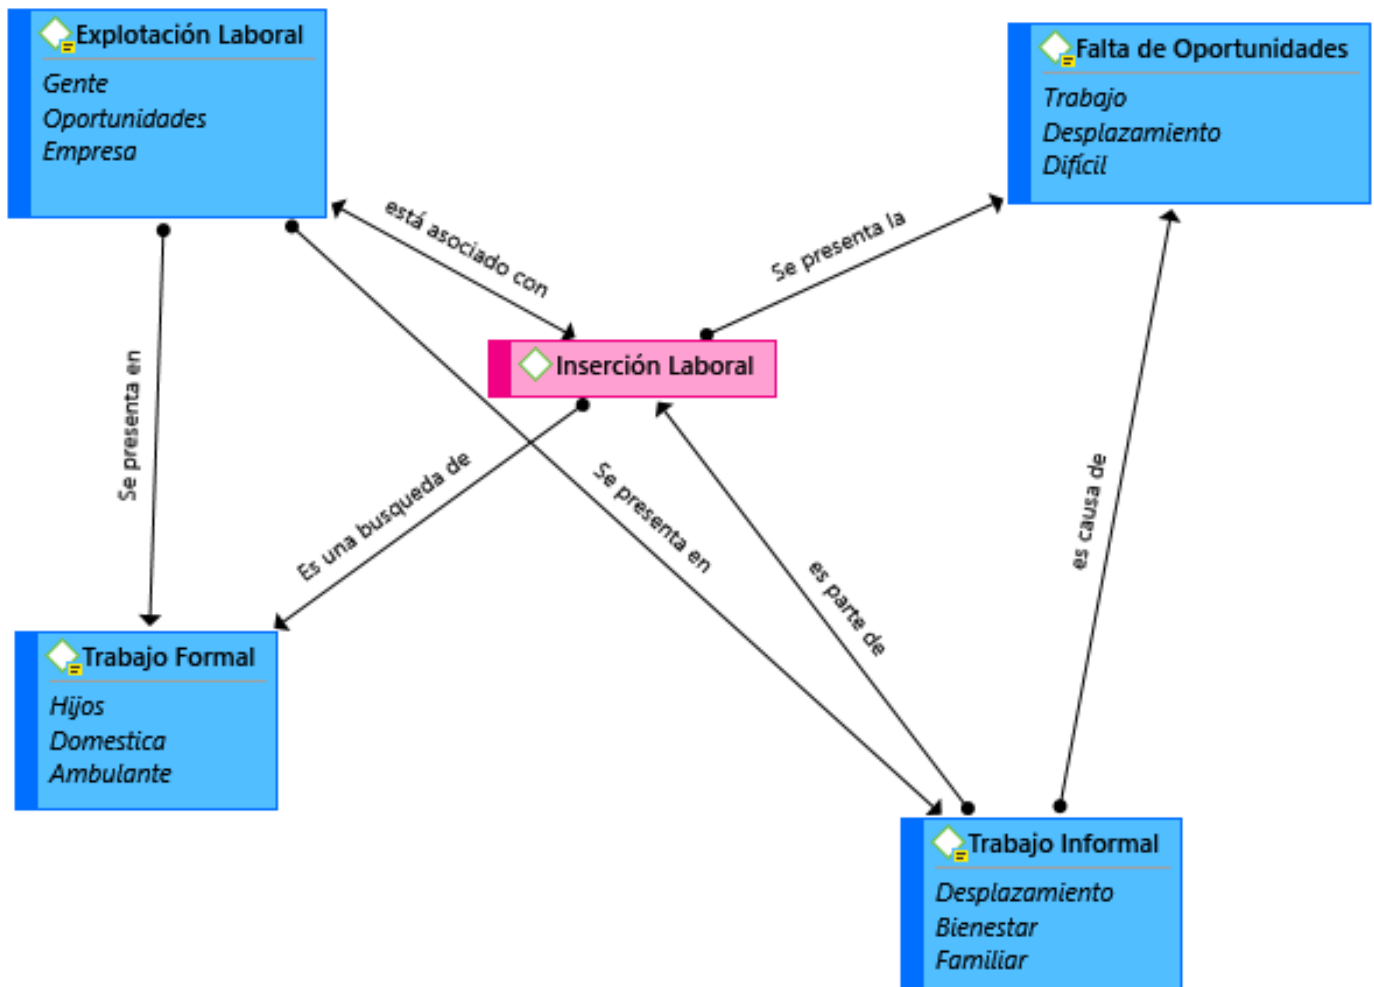 Explotación Laboral
Gente
Oportunidades
Empresa
Falta de Oportunidades
Trabajo
Desplazamiento
Difícil
está asociado con
Se presenta la
Inserción Laboral
Se presenta en
Es una busqueda de
Se presenta en
es parte de
es causa de
Trabajo Formal
Hijos
Domestica
Ambulante
Trabajo Informal
Desplazamiento
Bienestar
Familiar